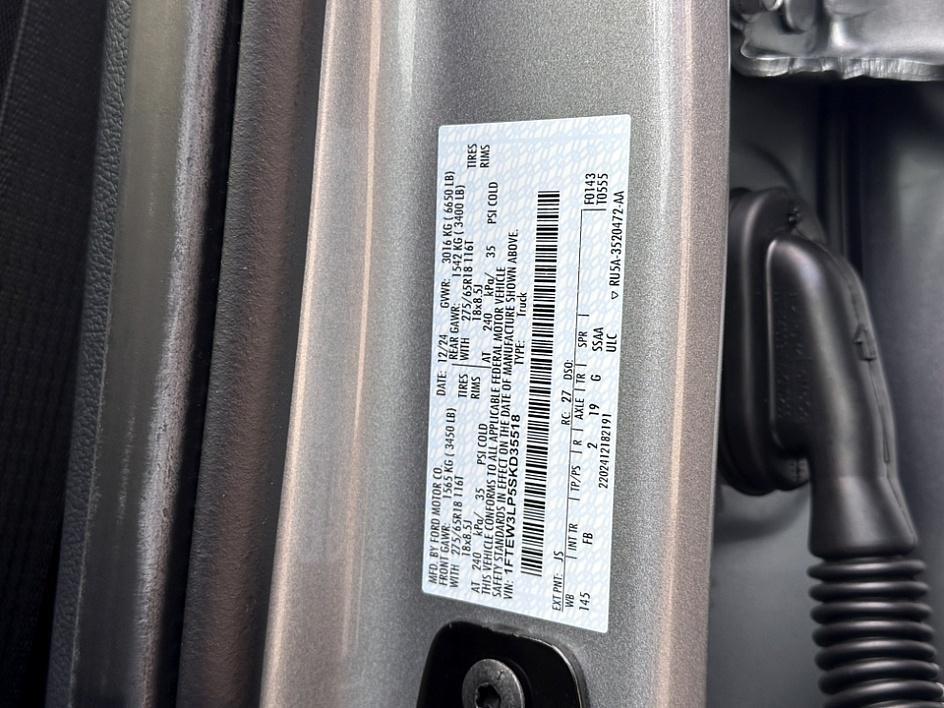 MFD. BY FORD MOTOR CO.
DATE: 12/24 GVWR: 3016 KG ( 6650 LB)
FRONT GAWR: 1565 KG ( 3450 LB) REAR GAWR: 1542 KG ( 3400 LB)
WITH 275/65R18 116T TIRES WITH 275/65R18 116T TIRES
18x8.5J RIMS 18x8.5J RIMS
AT 240 kPa/ 35 PSI COLD AT 240 kPa/ 35 PSI COLD
THIS VEHICLE CONFORMS TO ALL APPLICABLE FEDERAL MOTOR VEHICLE
SAFETY STANDARDS IN EFFECT ON THE DATE OF MANUFACTURE SHOWN ABOVE.
VIN: 1FTEW3LP5SKD35518 TYPE: Truck
EXT PNT: JS RC: 27 DSO: F0143
WB INT TR TP/PS R AXLE TR SPR T0555
145 FB 2 19 G SSAA
ULC
220241218219​1 ▽ RU5A-3520472-AA